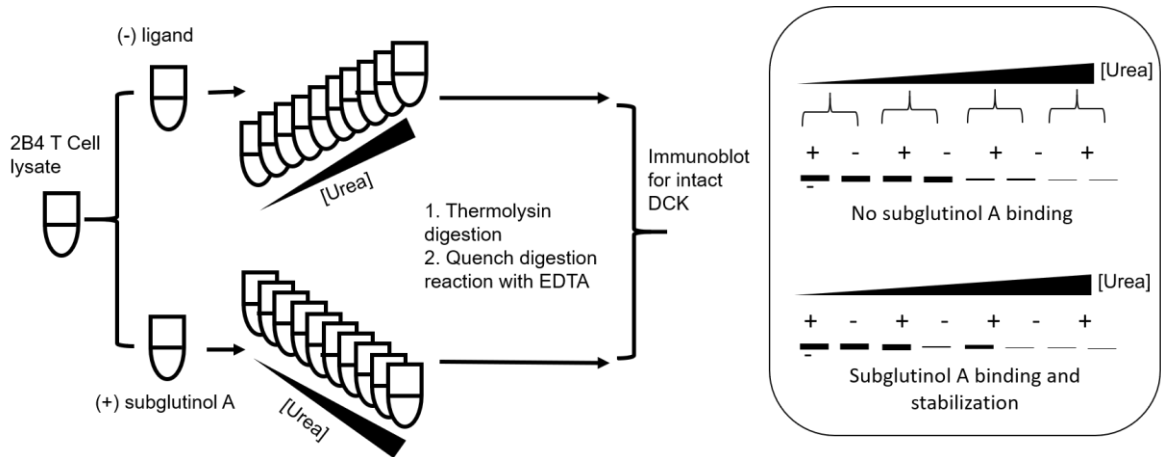 (-) ligand
2B4 T Cell
lysate
[Urea]
(+) subglutinol A
[Urea]
1. Thermolysin
digestion
2. Quench digestion
reaction with EDTA
Immunoblot
for intact
DCK
[Urea]
+ - + - + - +
-
No subglutinol A binding
[Urea]
+ - + - + - +
-
Subglutinol A binding and
stabilization